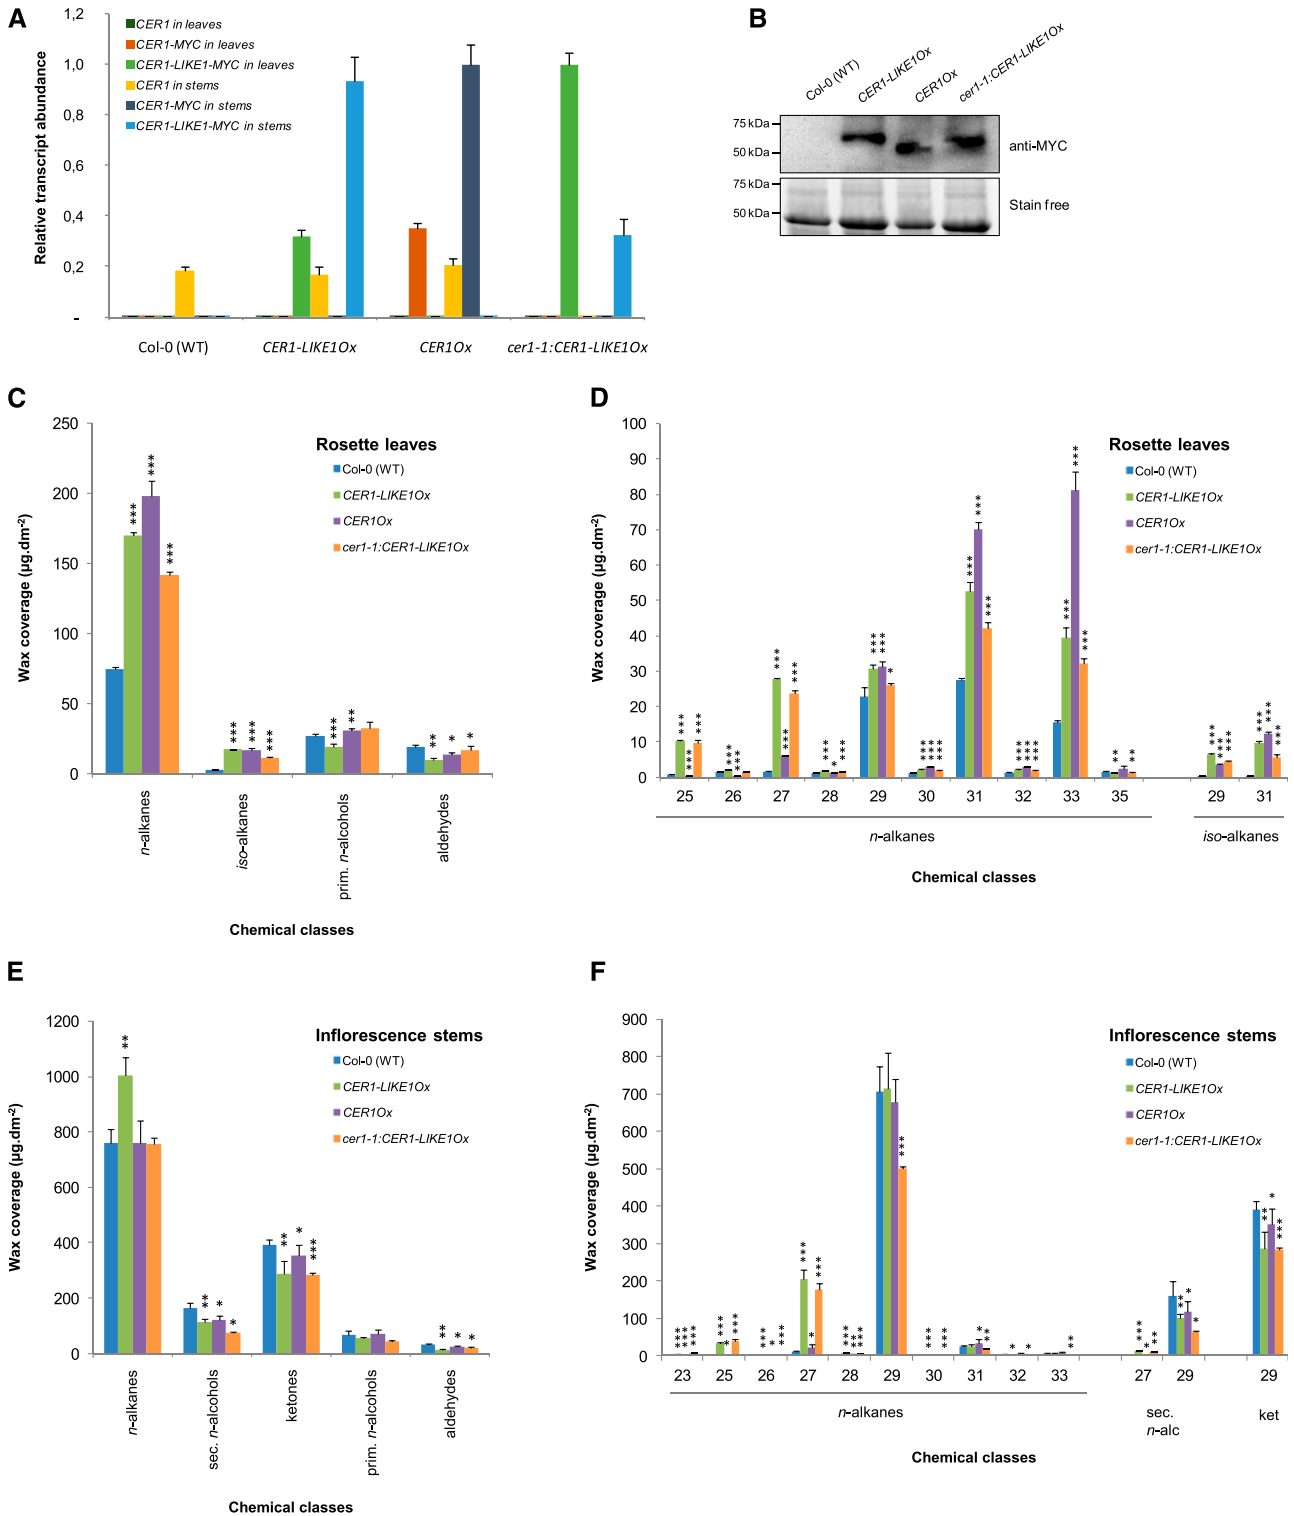 A
1,2
1,0
0,8
0,6
0,4
0,2
-
Relative transcript abundance
CER1 in leaves
CER1-MYC in leaves
CER1-LIKE1-MYC in leaves
CER1 in stems
CER1-MYC in stems
CER1-LIKE1-MYC in stems
Col-0 (WT)
CER1-LIKE1Ox
CER1Ox
cer1-1:CER1-LIKE1Ox
B
Col-0 (WT)
CER1-LIKE1Ox
CER1Ox
cer1-1:CER1-LIKE1Ox
75 kDa
50 kDa
anti-MYC
75 kDa
50 kDa
Stain free
C
250
200
150
100
50
0
Wax coverage (µg.dm-²)
Rosette leaves
Col-0 (WT)
CER1-LIKE1Ox
CER1Ox
cer1-1:CER1-LIKE1Ox
***
***
***
***
***
***
***
**
**
*
*
n-alkanes
iso-alkanes
prim. n-alcohols
aldehydes
Chemical classes
D
100
90
80
70
60
50
40
30
20
10
0
Wax coverage (µg.dm-²)
Rosette leaves
Col-0 (WT)
CER1-LIKE1Ox
CER1Ox
cer1-1:CER1-LIKE1Ox
25 26 27 28 29 30 31 32 33 35 29 31
n-alkanes
iso-alkanes
Chemical classes
E
1200
1000
800
600
400
200
0
Wax coverage (µg.dm-²)
Inflorescence stems
Col-0 (WT)
CER1-LIKE1Ox
CER1Ox
cer1-1:CER1-LIKE1Ox
**
**
*
*
**
*
***
**
*
*
n-alkanes
sec. n-alcohols
ketones
prim. n-alcohols
aldehydes
Chemical classes
F
900
800
700
600
500
400
300
200
100
0
Wax coverage (µg.dm-²)
Inflorescence stems
Col-0 (WT)
CER1-LIKE1Ox
CER1Ox
cer1-1:CER1-LIKE1Ox
23 25 26 27 28 29 30 31 32 33 27 29 29
n-alkanes
sec.
n-alc
ket
Chemical classes